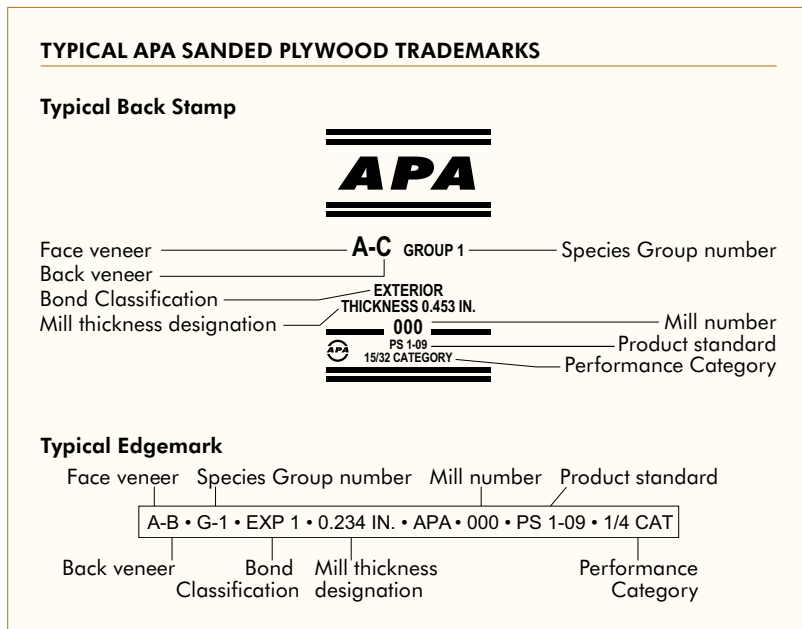 TYPICAL APA SANDED PLYWOOD TRADEMARKS
Typical Back Stamp
APA
Face veneer A-C GROUP 1 Species Group number
Back veneer
Bond Classification EXTERIOR
Mill thickness designation THICKNESS 0.453 IN.
000 Mill number
APA PS 1-09 Product standard
15/32 CATEGORY Performance Category
Typical Edgemark
Face veneer Species Group number Mill number Product standard
A-B • G-1 • EXP 1 • 0.234 IN. • APA • 000 • PS 1-09 • 1/4 CAT
Back veneer Bond Mill thickness Performance
Classification designation Category